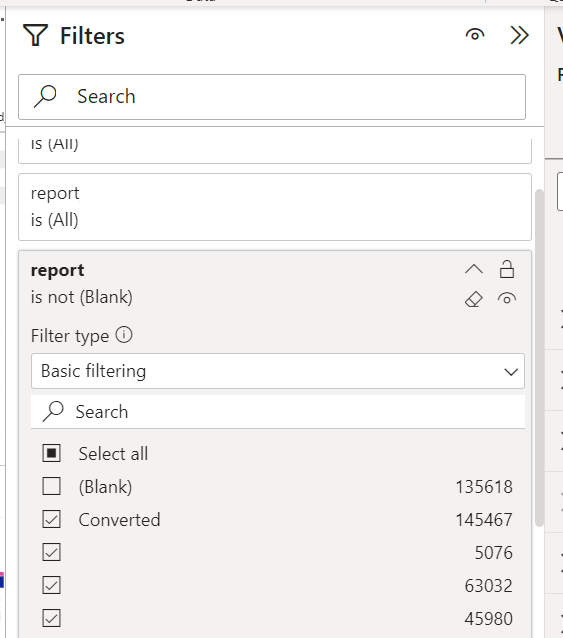 Filters
Search
is (All)
report
is (All)
report
is not (Blank)
Filter type
Basic filtering
Search
Select all
(Blank) 135618
Converted 145467
5076
63032
45980